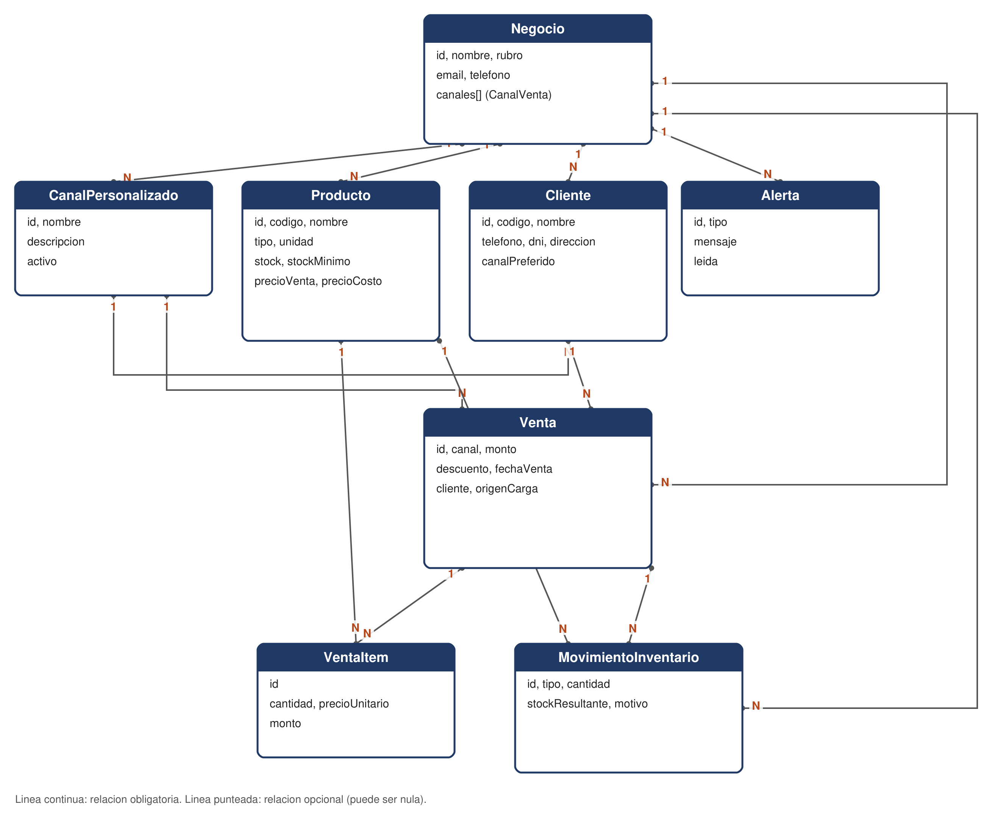 Negocio
id, nombre, rubro
email, telefono
canales[] (CanalVenta)
1
1
1
1
N
N
N
N
CanalPersonalizado
id, nombre
descripcion
activo
Producto
id, codigo, nombre
tipo, unidad
stock, stockMinimo
precioVenta, precioCosto
Cliente
id, codigo, nombre
telefono, dni, direccion
canalPreferido
Alerta
id, tipo
mensaje
leida
1
1
1
1
1
N
N
Venta
id, canal, monto
descuento, fechaVenta
cliente, origenCarga
N
1
1
N
N
N
N
VentaItem
id
cantidad, precioUnitario
monto
MovimientoInventario
id, tipo, cantidad
stockResultante, motivo
N
Linea continua: relacion obligatoria. Linea punteada: relacion opcional (puede ser nula).